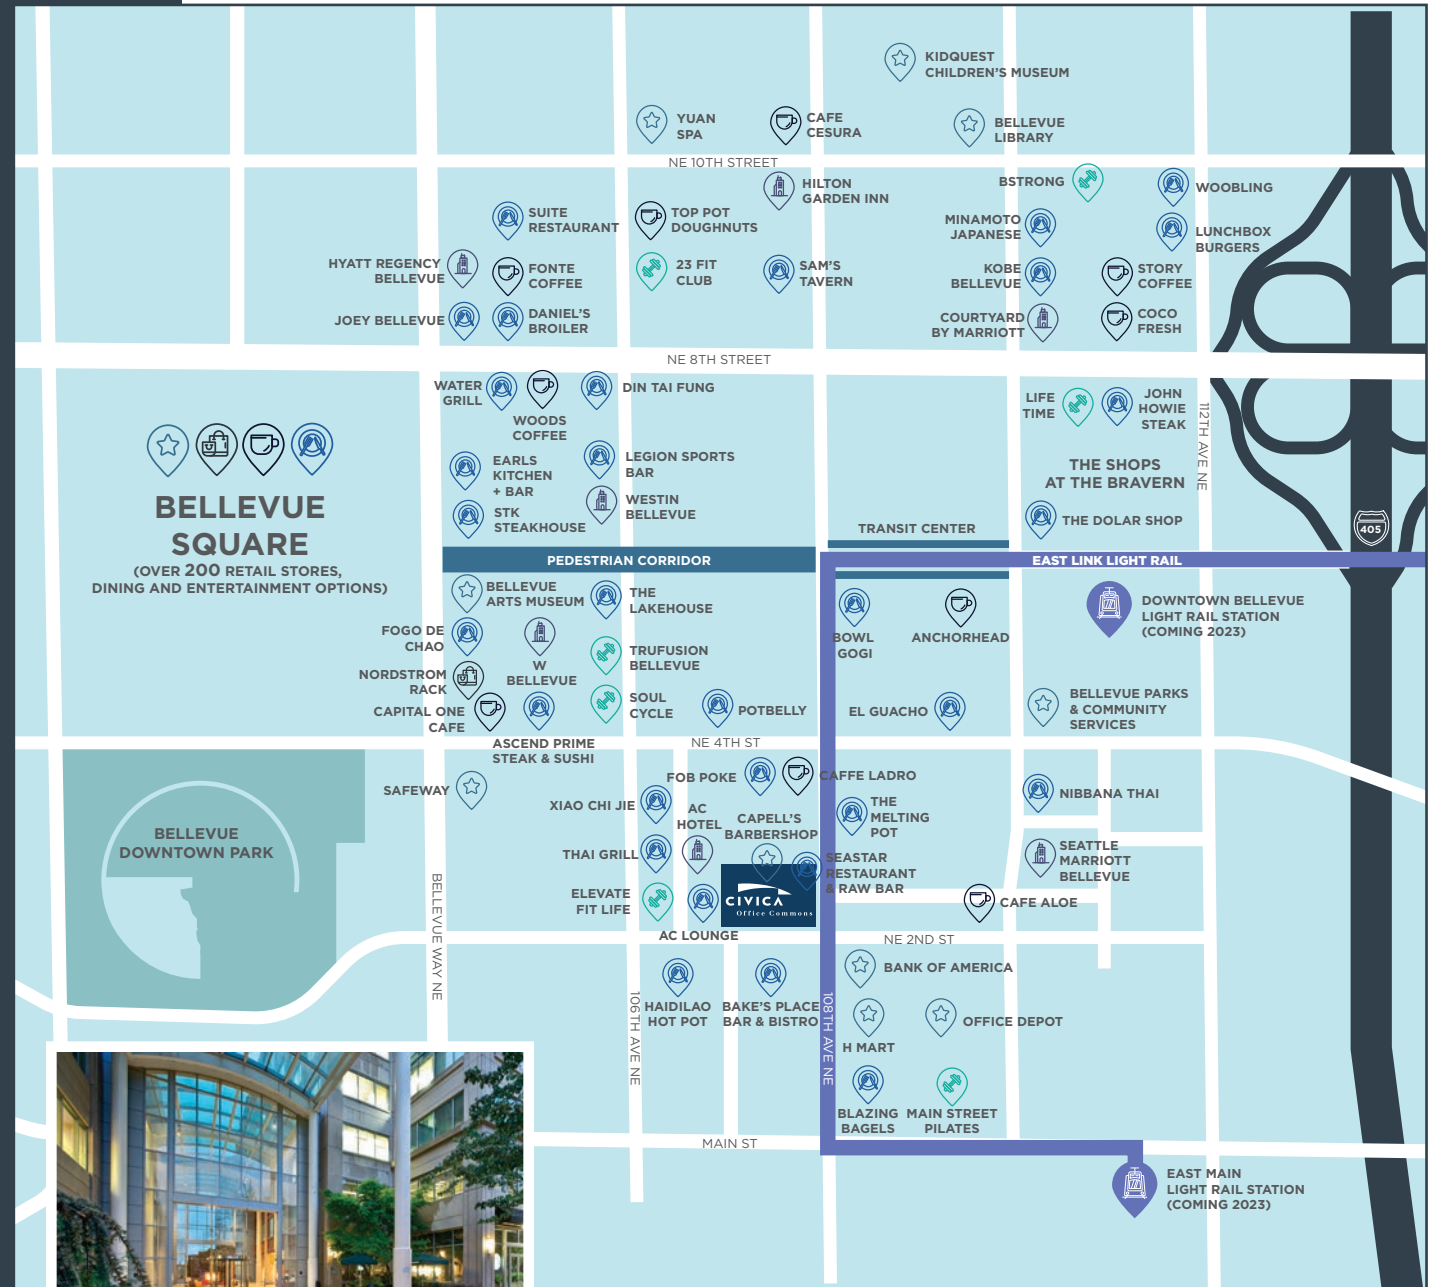 KIDQUEST
CHILDREN'S MUSEUM
YUAN
SPA
CAFE
CESURA
BELLEVUE
LIBRARY
NE 10TH STREET
HILTON
GARDEN INN
BSTRONG
WOOBLING
SUITE
RESTAURANT
TOP POT
DOUGHNUTS
MINAMOTO
JAPANESE
LUNCHBOX
BURGERS
HYATT REGENCY
BELLEVUE
FONTE
COFFEE
23 FIT
CLUB
SAM'S
TAVERN
KOBE
BELLEVUE
STORY
COFFEE
JOEY BELLEVUE
DANIEL'S
BROILER
COURTYARD
BY MARRIOTT
COCO
FRESH
NE 8TH STREET
WATER
GRILL
WOODS
COFFEE
DIN TAI FUNG
LIFE
TIME
JOHN
HOWIE
STEAK
112TH AVE NE
EARLS
KITCHEN
+ BAR
LEGION SPORTS
BAR
THE SHOPS
AT THE BRAVERN
BELLEVUE
SQUARE
(OVER 200 RETAIL STORES,
DINING AND ENTERTAINMENT OPTIONS)
STK
STEAKHOUSE
WESTIN
BELLEVUE
THE DOLAR SHOP
405
TRANSIT CENTER
PEDESTRIAN CORRIDOR
EAST LINK LIGHT RAIL
BELLEVUE
ARTS MUSEUM
THE
LAKEHOUSE
DOWNTOWN BELLEVUE
LIGHT RAIL STATION
(COMING 2023)
FOGO DE
CHAO
W
BELLEVUE
TRUFUSION
BELLEVUE
BOWL
GOGI
ANCHORHEAD
NORDSTROM
RACK
CAPITAL ONE
CAFE
SOUL
CYCLE
POTBELLY
EL GUACHO
BELLEVUE PARKS
& COMMUNITY
SERVICES
ASCEND PRIME
STEAK & SUSHI
NE 4TH ST
SAFEWAY
FOB POKE
CAFFE LADRO
XIAO CHI JIE
AC
HOTEL
CAPELL'S
BARBERSHOP
THE
MELTING
POT
NIBBANA THAI
BELLEVUE
DOWNTOWN PARK
THAI GRILL
SEASTAR
RESTAURANT
& RAW BAR
SEATTLE
MARRIOTT
BELLEVUE
ELEVATE
FIT LIFE
CIVICA
Office Commons
CAFE ALOE
AC LOUNGE
NE 2ND ST
BELLEVUE WAY NE
BANK OF AMERICA
106TH AVE NE
HAIDILAO
HOT POT
BAKE'S PLACE
BAR & BISTRO
108TH AVE NE
H MART
OFFICE DEPOT
BLAZING
BAGELS
MAIN STREET
PILATES
MAIN ST
EAST MAIN
LIGHT RAIL STATION
(COMING 2023)